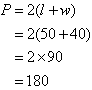 P = 2(l + w)
= 2(50 + 40)
= 2 × 90
= 180